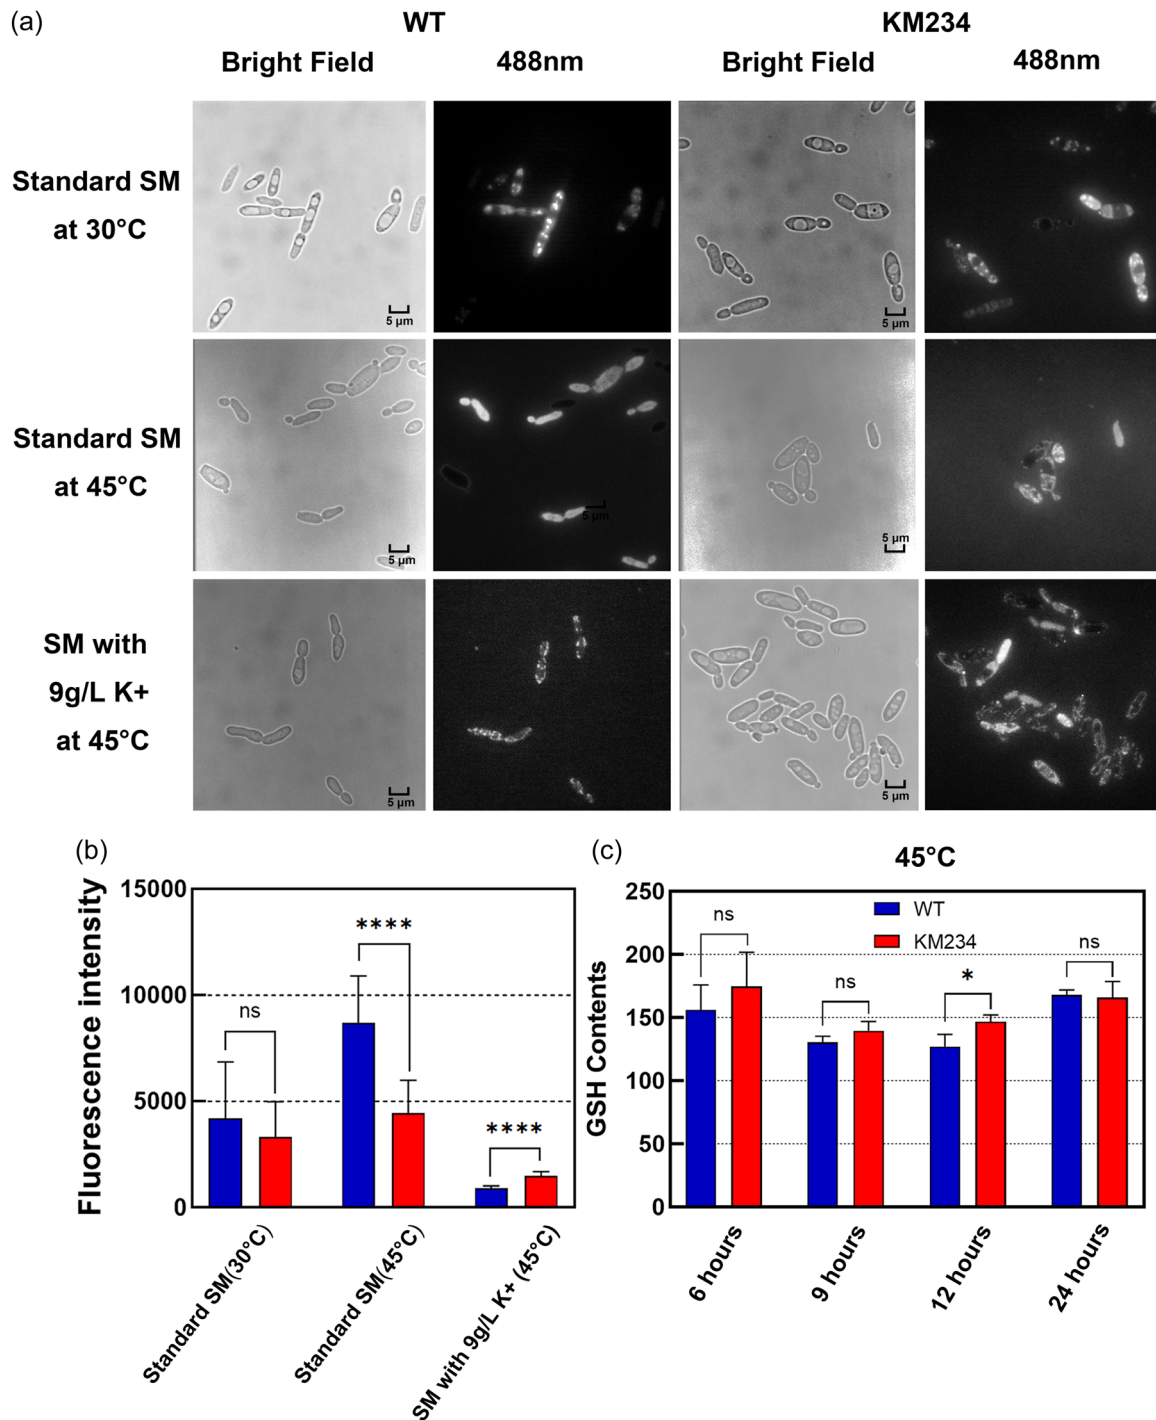 (a)
WT
KM234
Bright Field
488nm
Bright Field
488nm
Standard SM
at 30°C
5 μm
5 μm
Standard SM
at 45°C
5 μm
5 μm
5 μm
SM with
9g/L K+
at 45°C
5 μm
5 μm
(b)
Fluorescence intensity
15000
10000
5000
0
ns
****
****
Standard SM(30°C)
Standard SM(45°C)
SM with 9g/L K+ (45°C)
(c)
45°C
GSH Contents
250
200
150
100
50
0
WT
KM234
ns
ns
*
ns
6 hours
9 hours
12 hours
24 hours